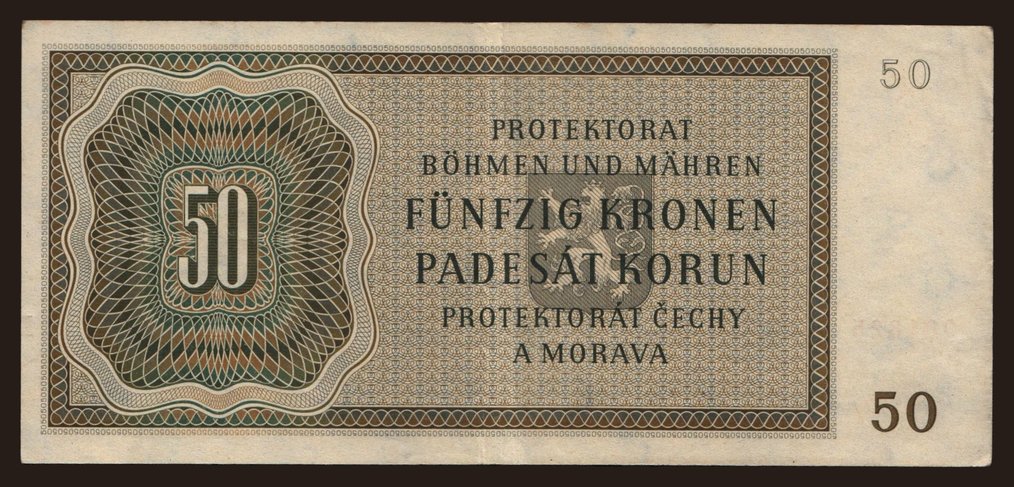 50
PROTEKTORAT
BÖHMEN UND MÄHREN
FÜNFZIG KRONEN
50
PADESÁT KORUN
PROTEKTORÁT ČECHY
A MORAVA
50